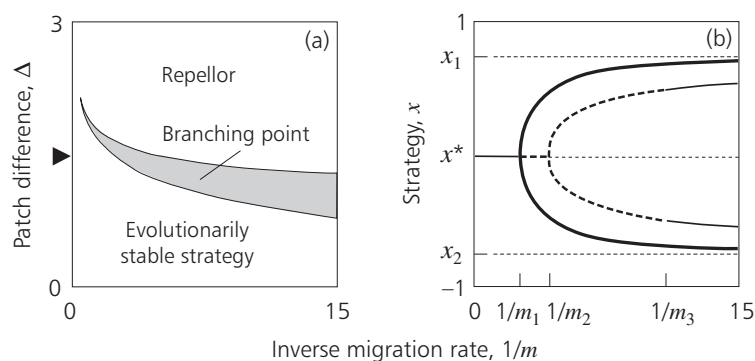 3
Patch difference, Δ
0
(a)
Repellor
Branching point
Evolutionarily
stable strategy
0
15
1
x₁
Strategy, x
x*
x₂
−1
(b)
0
1/m₁
1/m₂
1/m₃
15
Inverse migration rate, 1/m